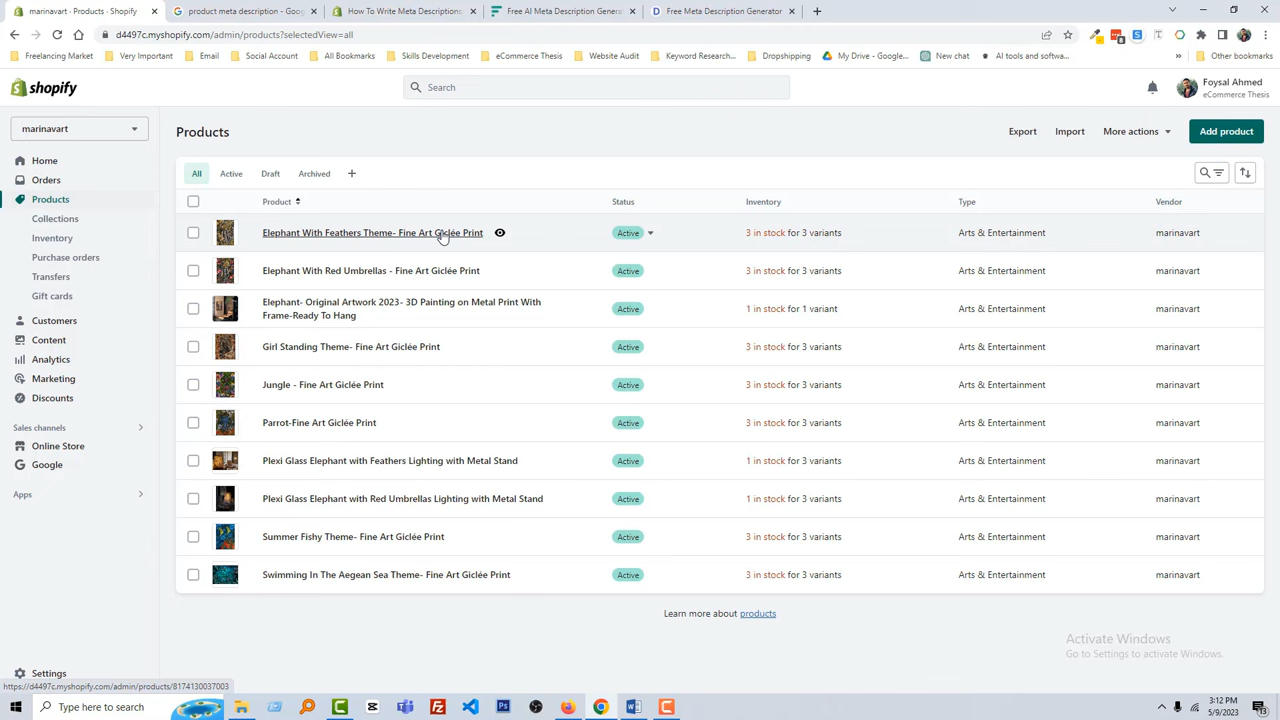 marinavart · Products · Shopify
product meta description - Goog
How To Write Meta Descriptions
Free AI Meta Description Generat
Free Meta Description Generator
d4497c.myshopify.com/admin/products?selectedView=all
Freelancing Market
Very Important
Email
Social Account
All Bookmarks
Skills Development
eCommerce Thesis
Website Audit
Keyword Research...
Dropshipping
My Drive - Google...
New chat
AI tools and softwa...
Other bookmarks
shopify
Search
Foysal Ahmed
eCommerce Thesis
marinavart
Home
Orders
Products
Collections
Inventory
Purchase orders
Transfers
Gift cards
Customers
Content
Analytics
Marketing
Discounts
Sales channels
Online Store
Google
Apps
Settings
Products
Export
Import
More actions
Add product
All
Active
Draft
Archived
Product
Status
Inventory
Type
Vendor
Elephant With Feathers Theme- Fine Art Giclée Print
Active
3 in stock for 3 variants
Arts & Entertainment
marinavart
Elephant With Red Umbrellas - Fine Art Giclée Print
Active
3 in stock for 3 variants
Arts & Entertainment
marinavart
Elephant- Original Artwork 2023- 3D Painting on Metal Print With
Frame-Ready To Hang
Active
1 in stock for 1 variant
Arts & Entertainment
marinavart
Girl Standing Theme- Fine Art Giclée Print
Active
3 in stock for 3 variants
Arts & Entertainment
marinavart
Jungle - Fine Art Giclée Print
Active
3 in stock for 3 variants
Arts & Entertainment
marinavart
Parrot-Fine Art Giclée Print
Active
3 in stock for 3 variants
Arts & Entertainment
marinavart
Plexi Glass Elephant with Feathers Lighting with Metal Stand
Active
1 in stock for 3 variants
Arts & Entertainment
marinavart
Plexi Glass Elephant with Red Umbrellas Lighting with Metal Stand
Active
1 in stock for 3 variants
Arts & Entertainment
marinavart
Summer Fishy Theme- Fine Art Giclée Print
Active
3 in stock for 3 variants
Arts & Entertainment
marinavart
Swimming In The Aegean Sea Theme- Fine Art Giclée Print
Active
3 in stock for 3 variants
Arts & Entertainment
marinavart
Learn more about products
Activate Windows
Go to Settings to activate Windows.
https://d4497c.myshopify.com/admin/products/8174130037003
Type here to search
3:12 PM
5/9/2023